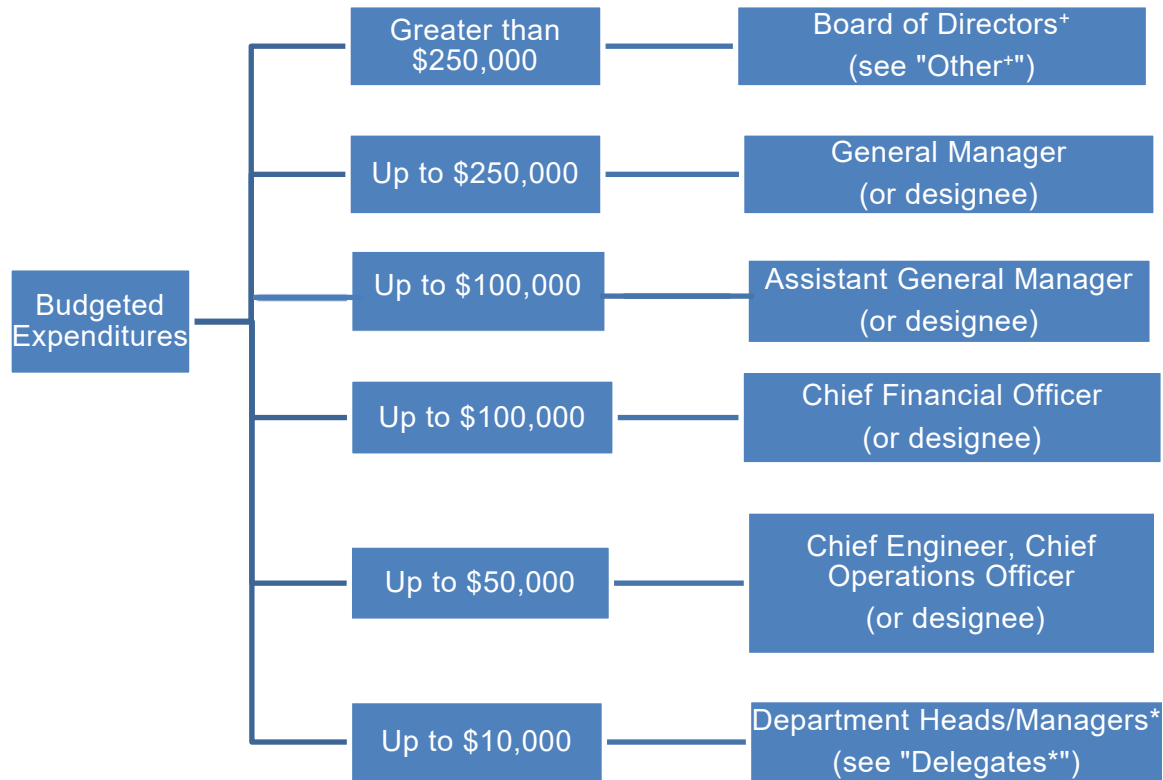 Greater than
$250,000
Board of Directors⁺
(see "Other⁺")
Up to $250,000
General Manager
(or designee)
Budgeted
Expenditures
Up to $100,000
Assistant General Manager
(or designee)
Up to $100,000
Chief Financial Officer
(or designee)
Up to $50,000
Chief Engineer, Chief
Operations Officer
(or designee)
Up to $10,000
Department Heads/Managers*
(see "Delegates*")